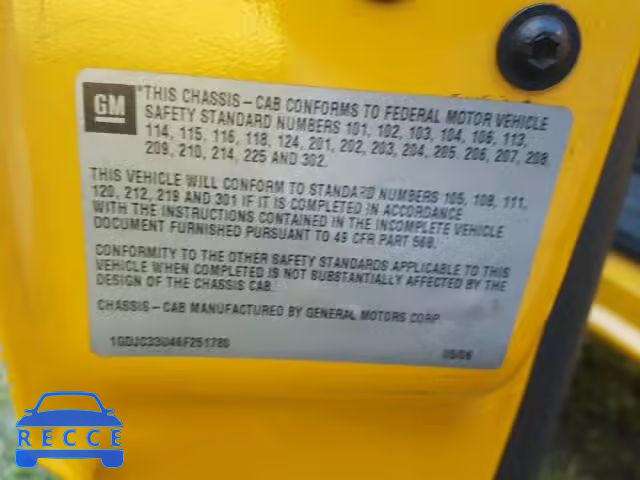 GM
*THIS CHASSIS-CAB CONFORMS TO FEDERAL MOTOR VEHICLE
SAFETY STANDARD NUMBERS 101, 102, 103, 104, 106, 113,
114, 115, 116, 118, 124, 201, 202, 203, 204, 205, 206, 207, 208,
209, 210, 214, 225 AND 302.
THIS VEHICLE WILL CONFORM TO STANDARD NUMBERS 105, 108, 111,
120, 212, 219 AND 301 IF IT IS COMPLETED IN ACCORDANCE
WITH THE INSTRUCTIONS CONTAINED IN THE INCOMPLETE VEHICLE
DOCUMENT FURNISHED PURSUANT TO 49 CFR PART 568.
CONFORMITY TO THE OTHER SAFETY STANDARDS APPLICABLE TO THIS
VEHICLE WHEN COMPLETED IS NOT SUBSTANTIALLY AFFECTED BY THE
DESIGN OF THE CHASSIS CAB.
CHASSIS-CAB MANUFACTURED BY GENERAL MOTORS CORP.
05/06
RECCE